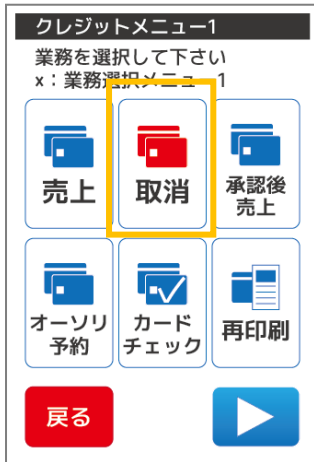 クレジットメニュー1
業務を選択して下さい
x：業務選択メニュー1
売上
取消
承認後
売上
オーソリ
予約
カード
チェック
再印刷
戻る